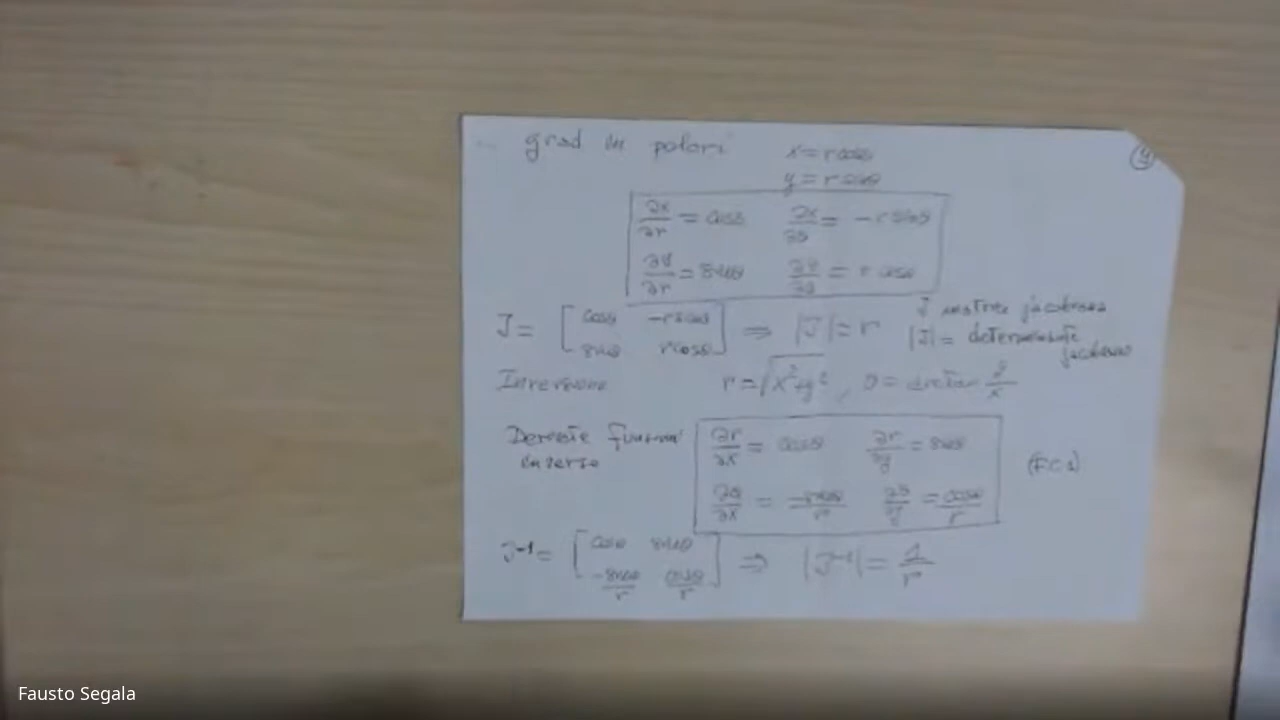 grad in polari
x = r cosθ
y = r sinθ
(4)
∂x/∂r = cosθ  ∂x/∂θ = -r sinθ
∂y/∂r = sinθ  ∂y/∂θ = r cosθ
J = [cosθ  -r sinθ; sinθ  r cosθ] ⇒ |J| = r
J matrice jacobiana
|J| = determinante jacobiano
Inversione  r = √(x²+y²), θ = arctan y/x
Derivate funzioni inverse
∂r/∂x = cosθ  ∂r/∂y = sinθ
∂θ/∂x = -sinθ/r  ∂θ/∂y = cosθ/r
J⁻¹ = [cosθ  sinθ; -sinθ/r  cosθ/r] ⇒ |J⁻¹| = 1/r
Fausto Segala